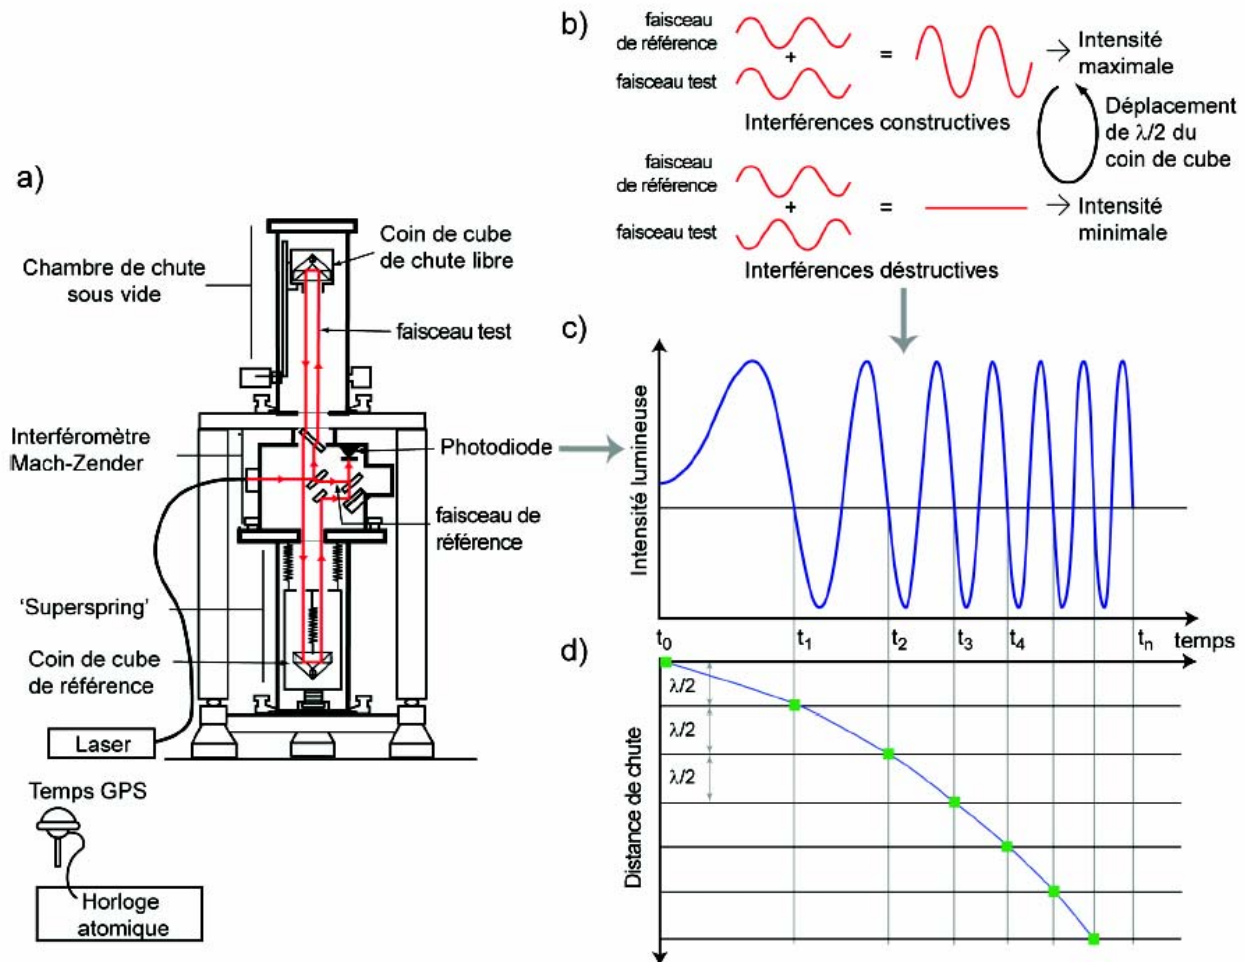 a)
Chambre de chute
sous vide
Coin de cube
de chute libre
faisceau test
Interféromètre
Mach-Zender
Photodiode
faisceau de
référence
'Superspring'
Coin de cube
de référence
Laser
Temps GPS
Horloge
atomique
b)
faisceau
de référence
+
faisceau test
=
Interférences constructives
Intensité
maximale
Déplacement
de λ/2 du
coin de cube
faisceau
de référence
+
faisceau test
=
Interférences déstructives
Intensité
minimale
c)
Intensité lumineuse
t0 t1 t2 t3 t4 tn temps
d)
Distance de chute
λ/2
λ/2
λ/2